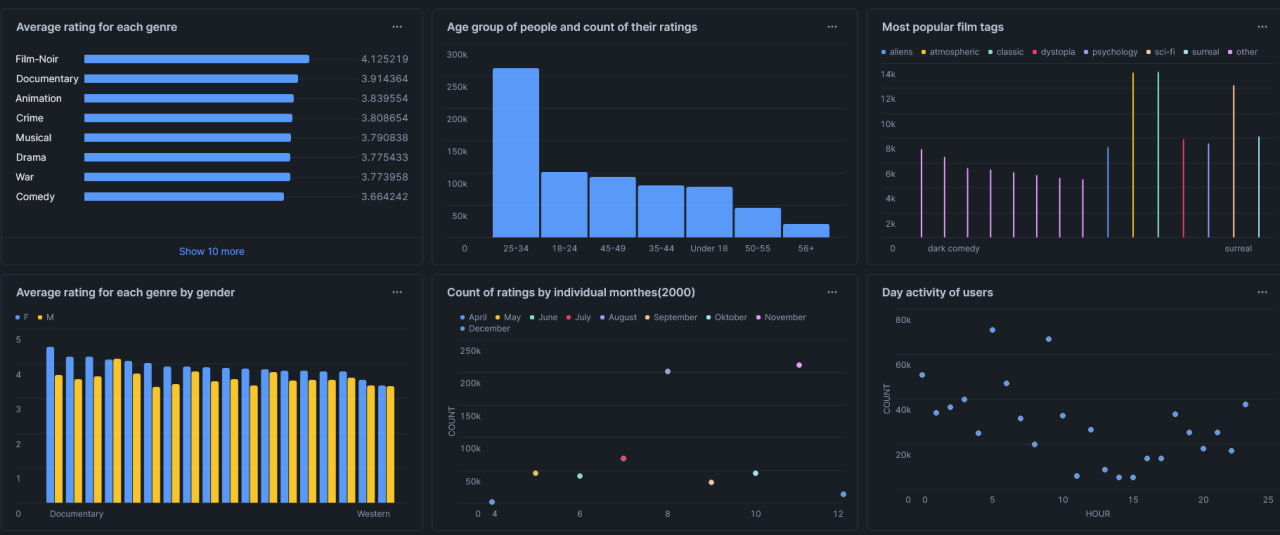 Average rating for each genre
Film-Noir 4.125219
Documentary 3.914364
Animation 3.839554
Crime 3.808654
Musical 3.790838
Drama 3.775433
War 3.773958
Comedy 3.664242
Show 10 more
Age group of people and count of their ratings
300k
250k
200k
150k
100k
50k
0
25-34 18-24 45-49 35-44 Under 18 50-55 56+
Most popular film tags
aliens atmospheric classic dystopia psychology sci-fi surreal other
14k
12k
10k
8k
6k
4k
2k
0
dark comedy surreal
Average rating for each genre by gender
F M
5
4
3
2
1
0
Documentary Western
Count of ratings by individual monthes(2000)
April May June July August September Oktober November
December
250k
200k
150k
100k
50k
0
COUNT
4 6 8 10 12
Day activity of users
80k
60k
40k
20k
0
COUNT
0 5 10 15 20 25
HOUR